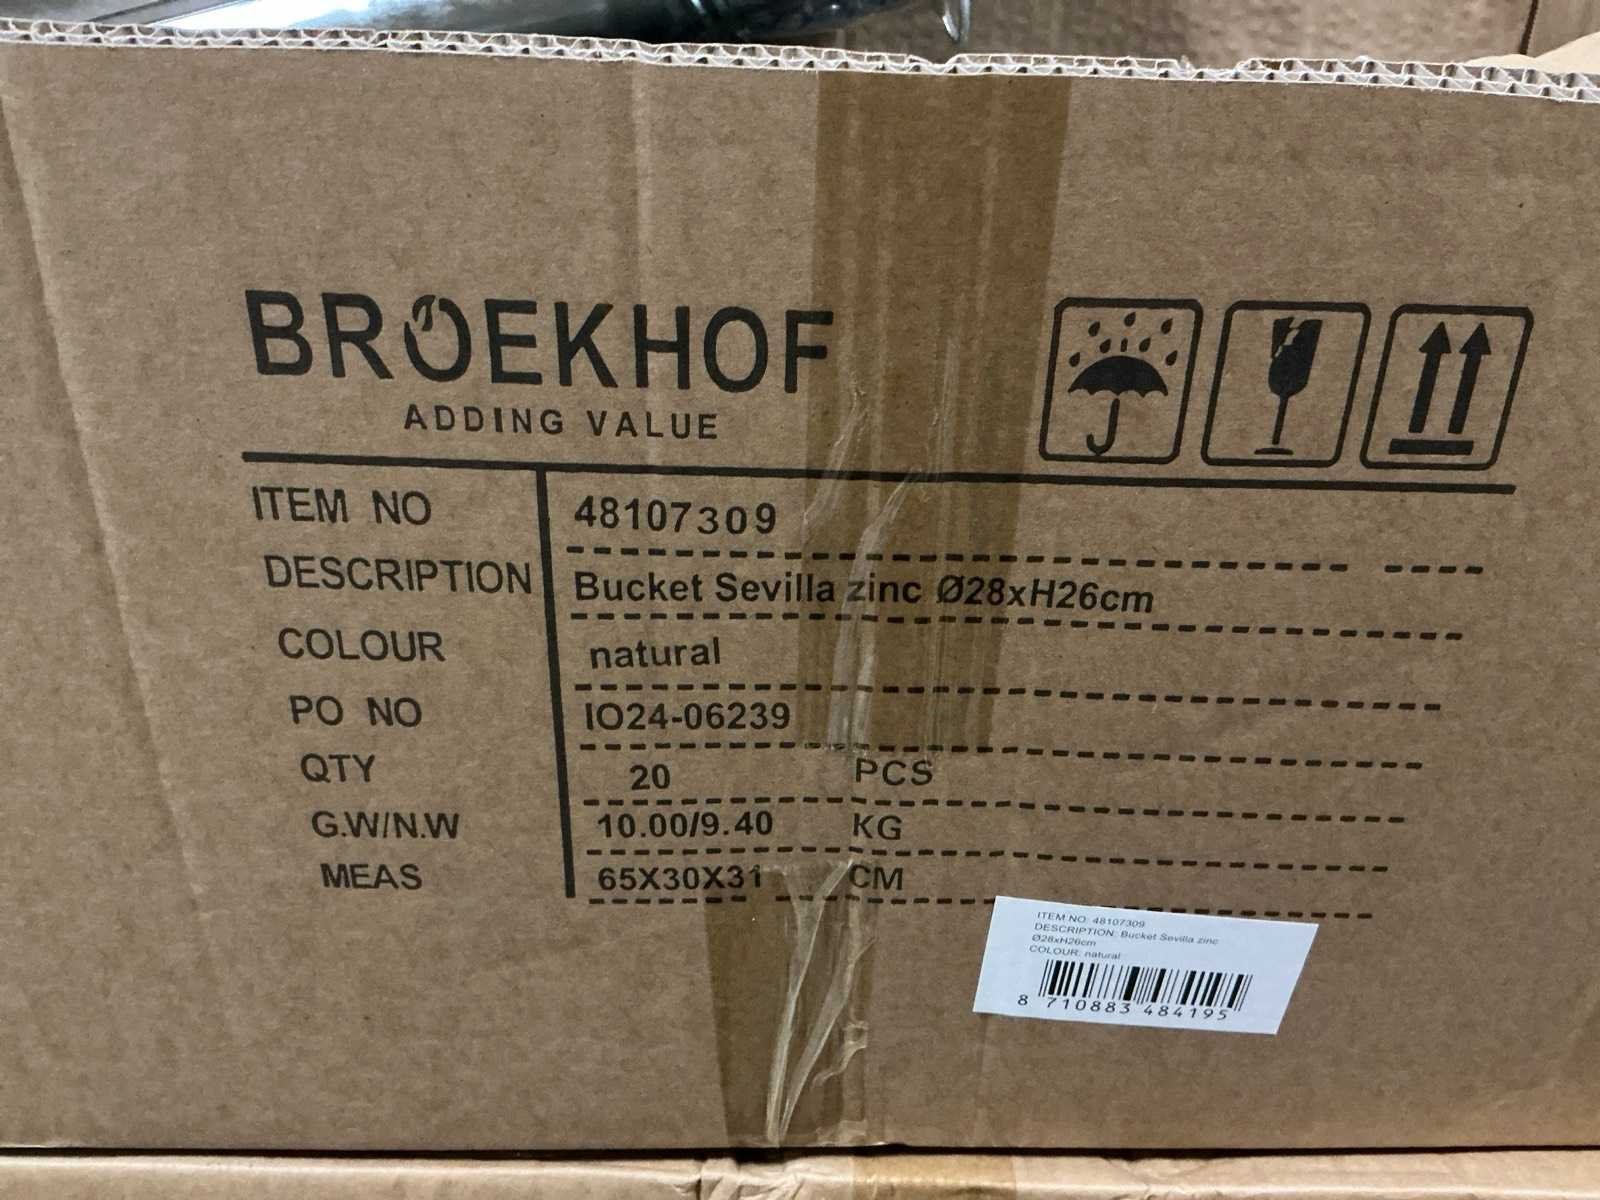 BROEKHOF
ADDING VALUE
ITEM NO 48107309
DESCRIPTION Bucket Sevilla zinc Ø28xH26cm
COLOUR natural
PO NO IO24-06239
QTY 20 PCS
G.W/N.W 10.00/9.40 KG
MEAS 65X30X31 CM
ITEM NO: 48107309
DESCRIPTION: Bucket Sevilla zinc
Ø28xH26cm
COLOUR: natural
8 710883 484195